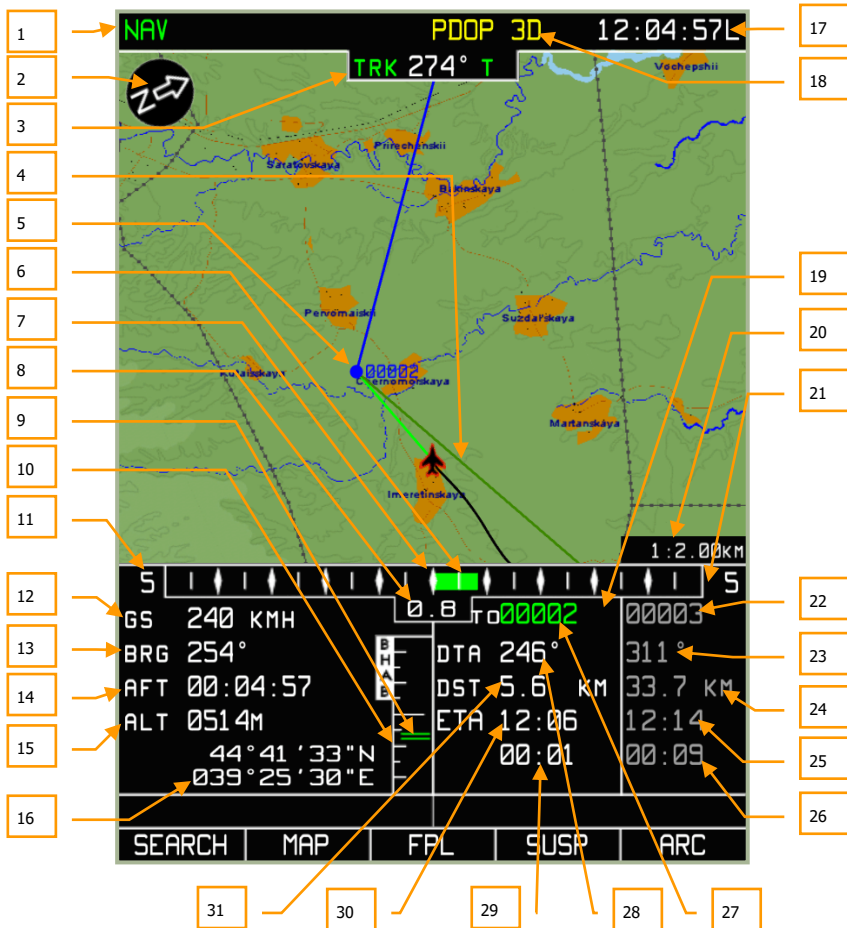 NAV PDOP 3D 12:04:57L
TRK 274° T
N
Vochepshii
Prirechenskii
Saratovskaya
Bakinskaya
Pervomaiskii
Suzdal'skaya
00002
Kutaisskaya
Chernomorskaya
Martanskaya
Imeretinskaya
1:2.00KM
5 5
0.8
GS 240 KMH
BRG 254°
AFT 00:04:57
ALT 0514M
44°41'33"N
039°25'30"E
TO 00002 00003
DTA 246° 311°
DST 5.6 KM 33.7 KM
ETA 12:06 12:14
00:01 00:09
SEARCH MAP FPL SUSP ARC
1
2
3
4
5
6
7
8
9
10
11
12
13
14
15
16
17
18
19
20
21
22
23
24
25
26
31 30 29 28 27